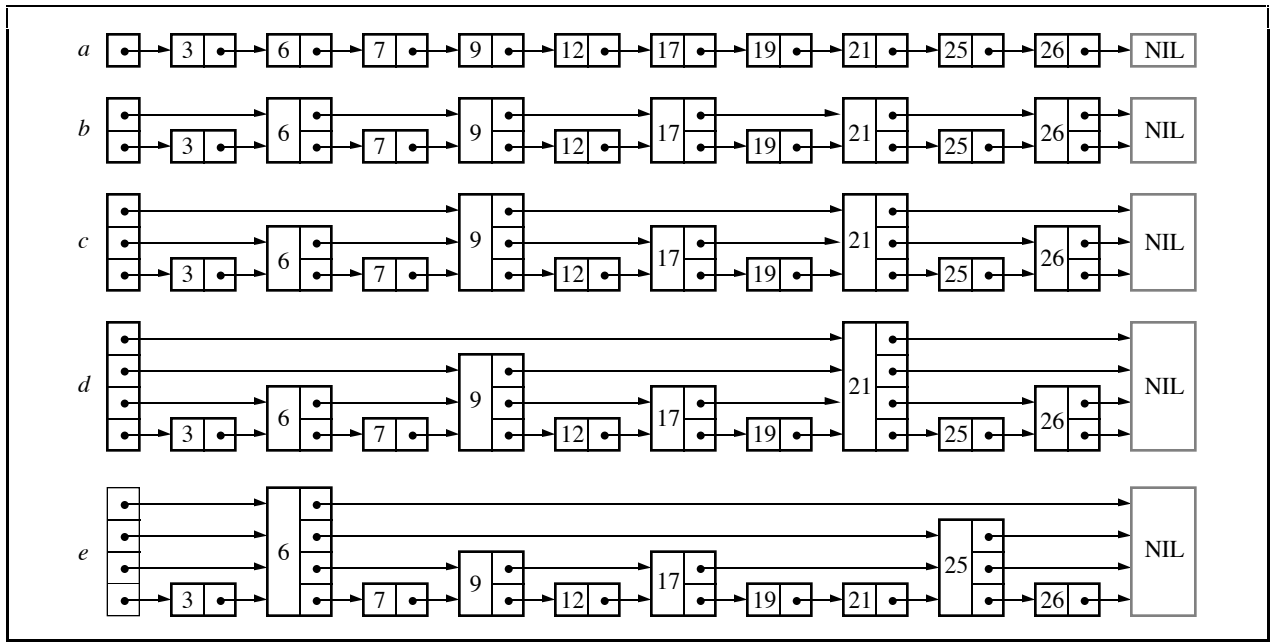 a 3 6 7 9 12 17 19 21 25 26 NIL
b 3 6 7 9 12 17 19 21 25 26 NIL
c 3 6 7 9 12 17 19 21 25 26 NIL
d 3 6 7 9 12 17 19 21 25 26 NIL
e 3 6 7 9 12 17 19 21 25 26 NIL